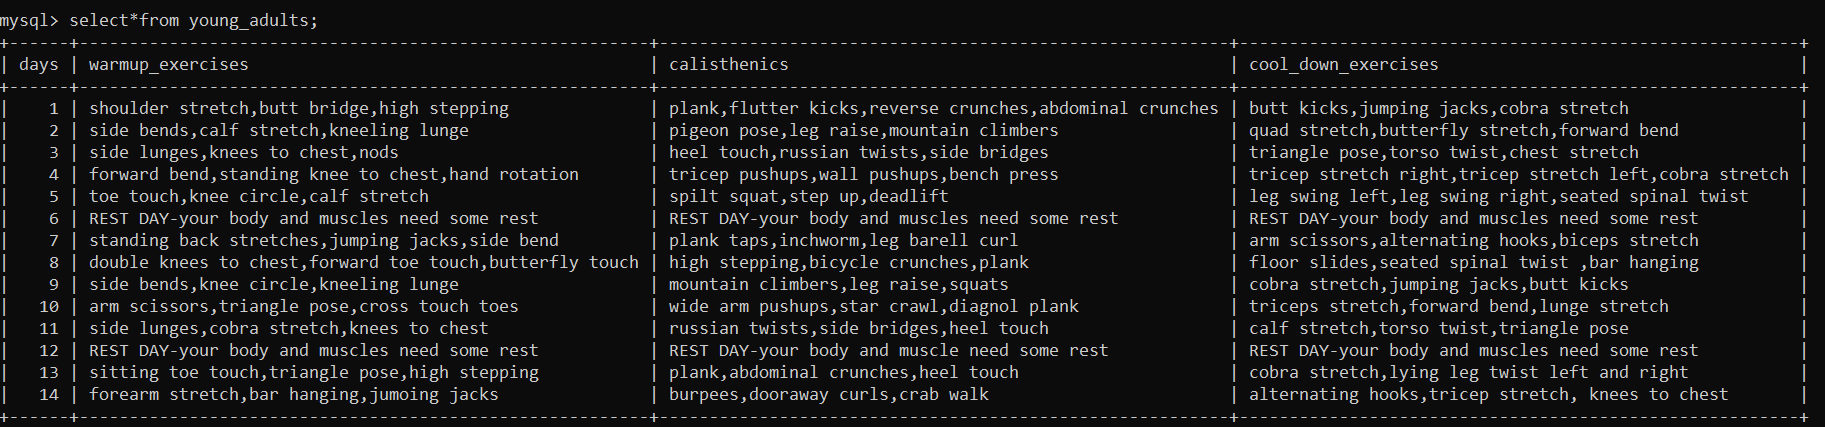 mysql> select*from young_adults;
+------+----------------------------------------------------------+----------------------------------------------------------+---------------------------------------------------------+
| days | warmup_exercises | calisthenics | cool_down_exercises |
+------+----------------------------------------------------------+----------------------------------------------------------+---------------------------------------------------------+
| 1 | shoulder stretch,butt bridge,high stepping | plank,flutter kicks,reverse crunches,abdominal crunches | butt kicks,jumping jacks,cobra stretch |
| 2 | side bends,calf stretch,kneeling lunge | pigeon pose,leg raise,mountain climbers | quad stretch,butterfly stretch,forward bend |
| 3 | side lunges,knees to chest,nods | heel touch,russian twists,side bridges | triangle pose,torso twist,chest stretch |
| 4 | forward bend,standing knee to chest,hand rotation | tricep pushups,wall pushups,bench press | tricep stretch right,tricep stretch left,cobra stretch |
| 5 | toe touch,knee circle,calf stretch | spilt squat,step up,deadlift | leg swing left,leg swing right,seated spinal twist |
| 6 | REST DAY-your body and muscles need some rest | REST DAY-your body and muscles need some rest | REST DAY-your body and muscles need some rest |
| 7 | standing back stretches,jumping jacks,side bend | plank taps,inchworm,leg barell curl | arm scissors,alternating hooks,biceps stretch |
| 8 | double knees to chest,forward toe touch,butterfly touch | high stepping,bicycle crunches,plank | floor slides,seated spinal twist ,bar hanging |
| 9 | side bends,knee circle,kneeling lunge | mountain climbers,leg raise,squats | cobra stretch,jumping jacks,butt kicks |
| 10 | arm scissors,triangle pose,cross touch toes | wide arm pushups,star crawl,diagnol plank | triceps stretch,forward bend,lunge stretch |
| 11 | side lunges,cobra stretch,knees to chest | russian twists,side bridges,heel touch | calf stretch,torso twist,triangle pose |
| 12 | REST DAY-your body and muscles need some rest | REST DAY-your body and muscle need some rest | REST DAY-your body and muscles need some rest |
| 13 | sitting toe touch,triangle pose,high stepping | plank,abdominal crunches,heel touch | cobra stretch,lying leg twist left and right |
| 14 | forearm stretch,bar hanging,jumoing jacks | burpees,dooraway curls,crab walk | alternating hooks,tricep stretch, knees to chest |
+------+----------------------------------------------------------+----------------------------------------------------------+---------------------------------------------------------+